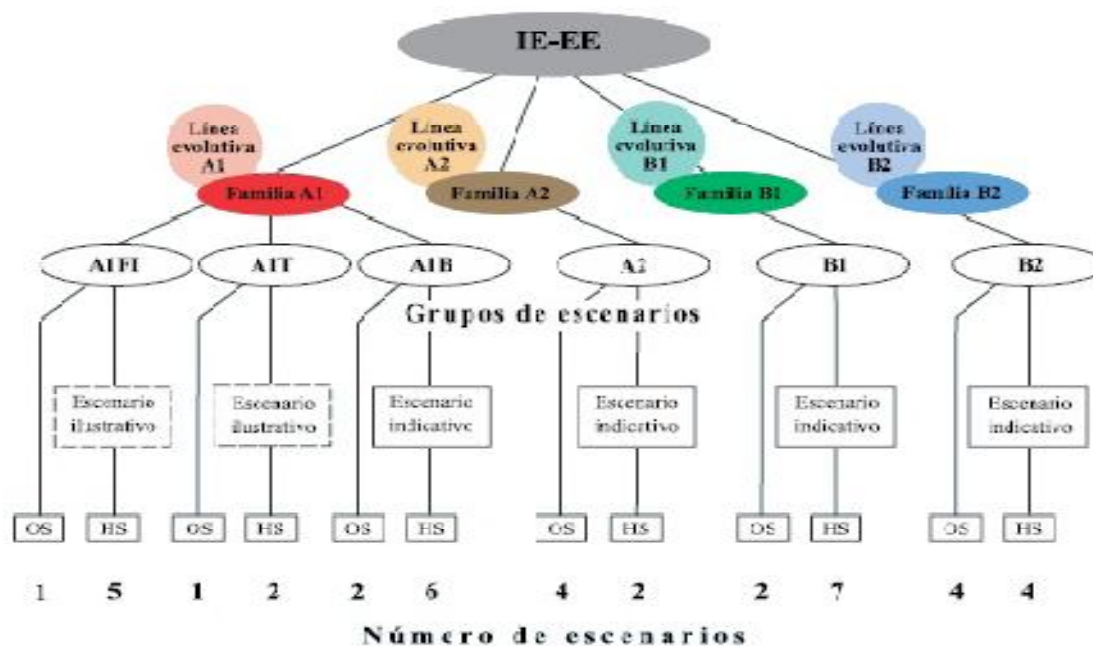 IE-EE
Línea
evolutiva
A1
Familia A1
Línea
evolutiva
A2
Familia A2
Línea
evolutiva
B1
Familia B1
Línea
evolutiva
B2
Familia B2
A1FI
A1T
A1B
A2
B1
B2
Grupos de escenarios
Escenario
ilustrativo
Escenario
ilustrativo
Escenario
indicativo
Escenario
indicativo
Escenario
indicativo
Escenario
indicativo
OS HS OS HS OS HS OS HS OS HS OS HS
1 5 1 2 2 6 4 2 2 7 4 4
Número de escenarios